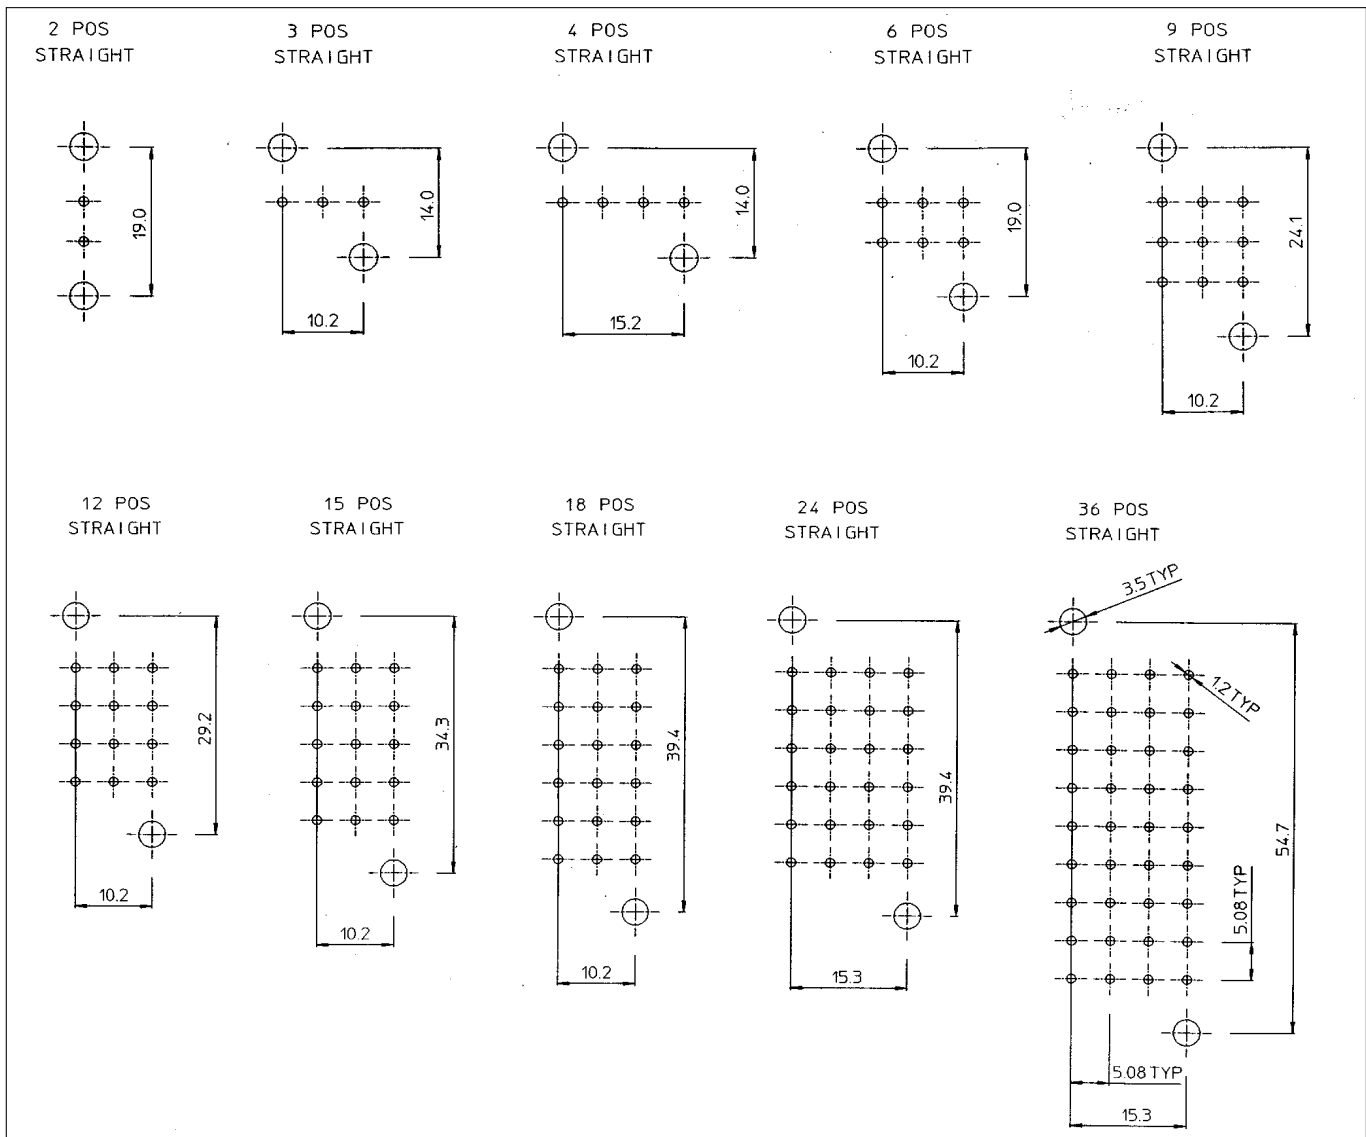 2 POS
STRAIGHT
3 POS
STRAIGHT
4 POS
STRAIGHT
6 POS
STRAIGHT
9 POS
STRAIGHT
19.0
14.0
10.2
14.0
15.2
19.0
10.2
24.1
10.2
12 POS
STRAIGHT
15 POS
STRAIGHT
18 POS
STRAIGHT
24 POS
STRAIGHT
36 POS
STRAIGHT
29.2
10.2
34.3
10.2
39.4
10.2
39.4
15.3
3.5 TYP
1.2 TYP
54.7
5.08 TYP
5.08 TYP
15.3